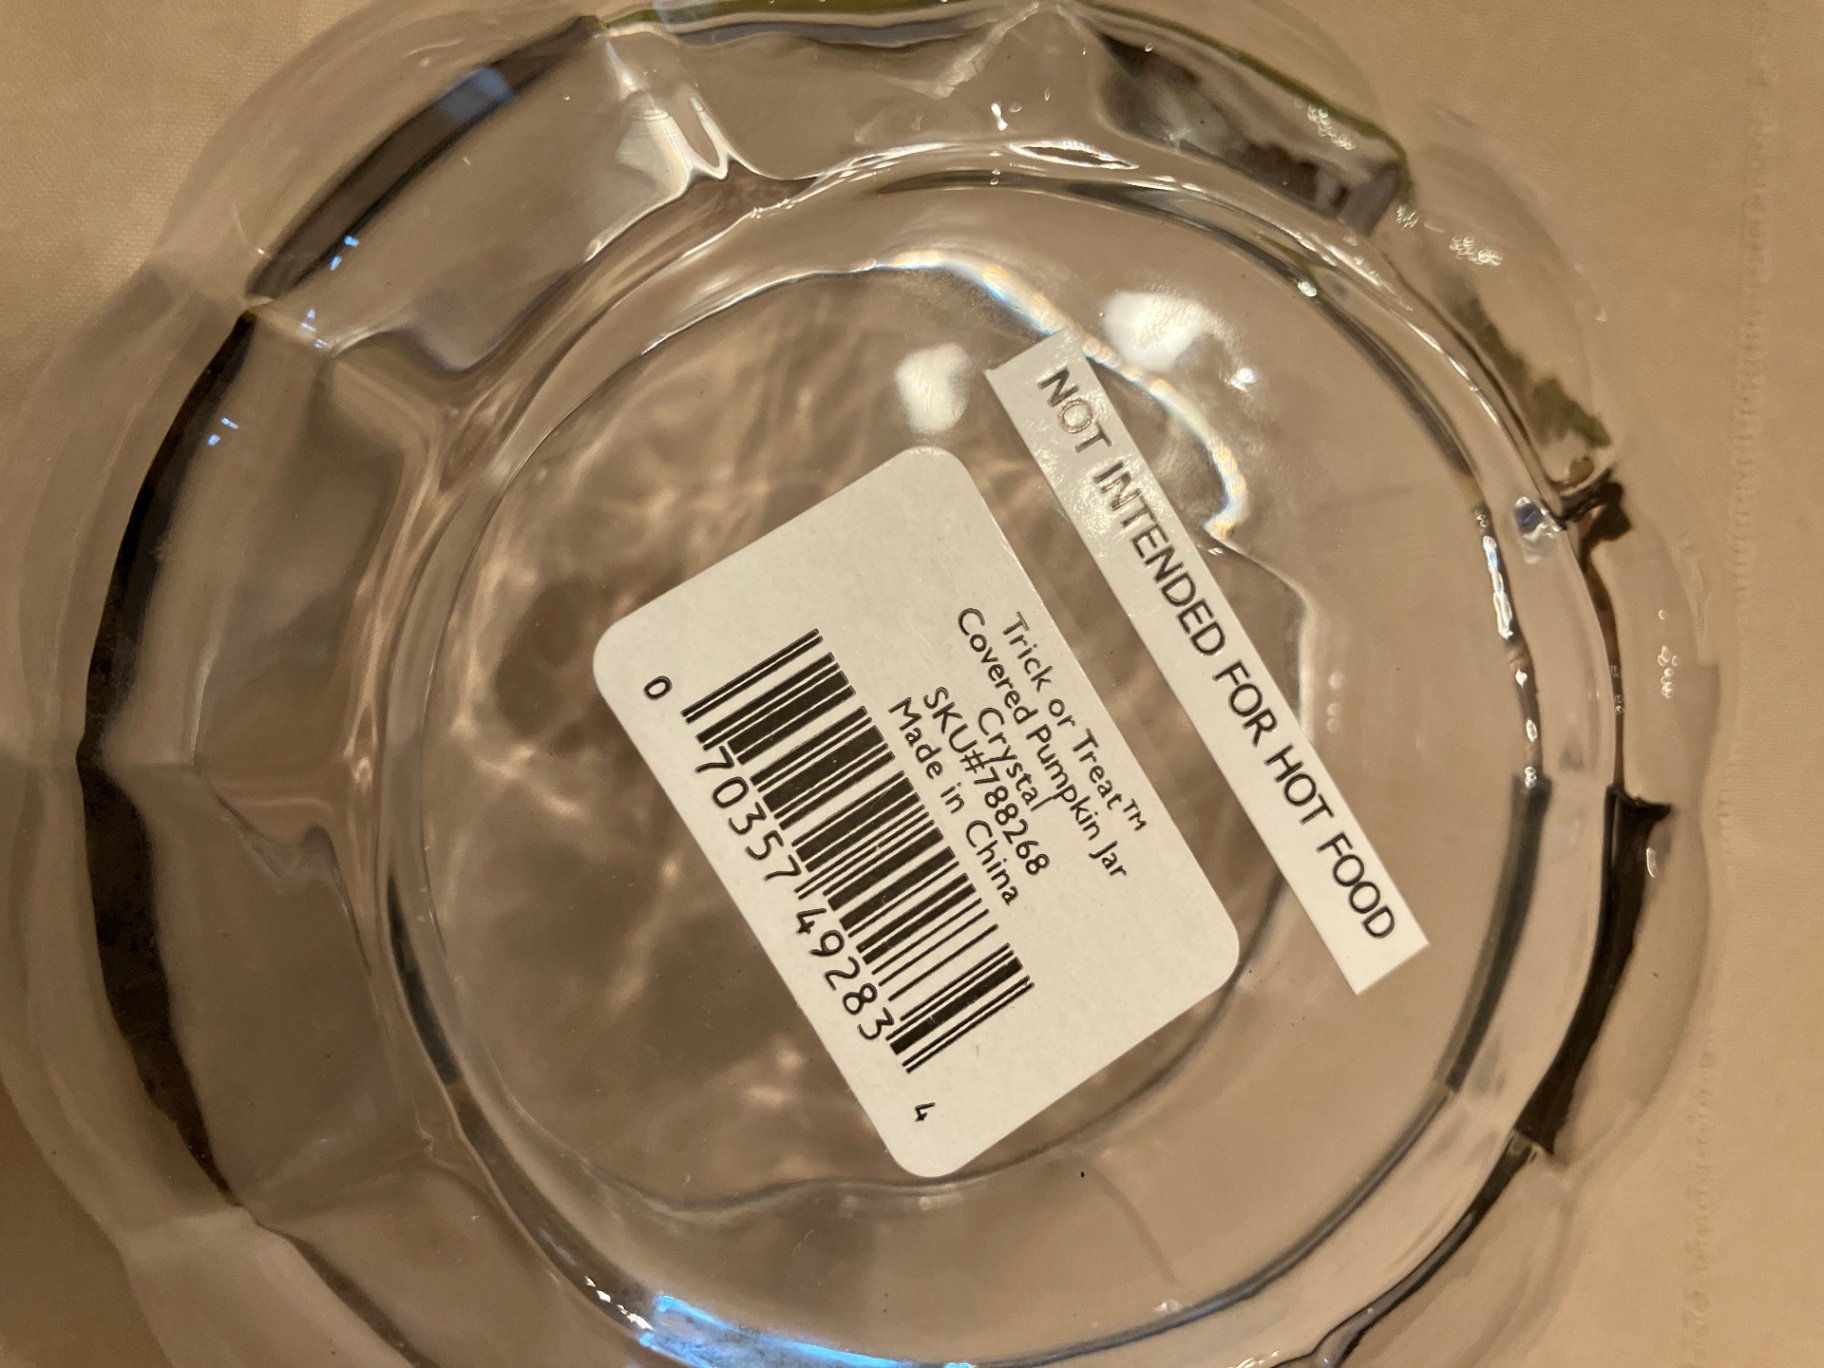 NOT INTENDED FOR HOT FOOD
Trick or Treat™
Covered Pumpkin Jar
Crystal
SKU#788268
Made in China
0 70357 49283 4